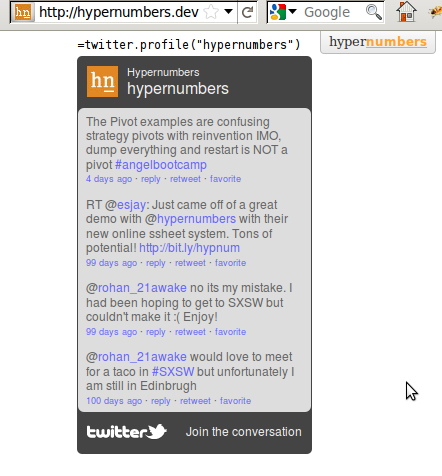 http://hypernumbers.dev
Google
=twitter.profile("hypernumbers")
hypernumbers
hn
Hypernumbers
hypernumbers
The Pivot examples are confusing
strategy pivots with reinvention IMO,
dump everything and restart is NOT a
pivot #angelbootcamp
4 days ago · reply · retweet · favorite
RT @esjay: Just came off of a great
demo with @hypernumbers with their
new online ssheet system. Tons of
potential! http://bit.ly/hypnum
99 days ago · reply · retweet · favorite
@rohan_21awake no its my mistake. I
had been hoping to get to SXSW but
couldn't make it :( Enjoy!
99 days ago · reply · retweet · favorite
@rohan_21awake would love to meet
for a taco in #SXSW but unfortunately I
am still in Edinbrugh
100 days ago · reply · retweet · favorite
twitter
Join the conversation